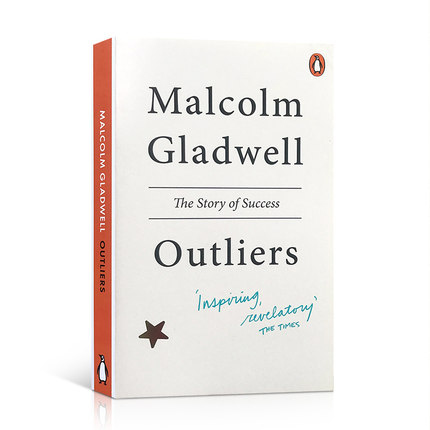 MALCOLM GLADWELL OUTLIERS
Malcolm
Gladwell
The Story of Success
Outliers
'Inspiring,
revelatory'
THE TIMES